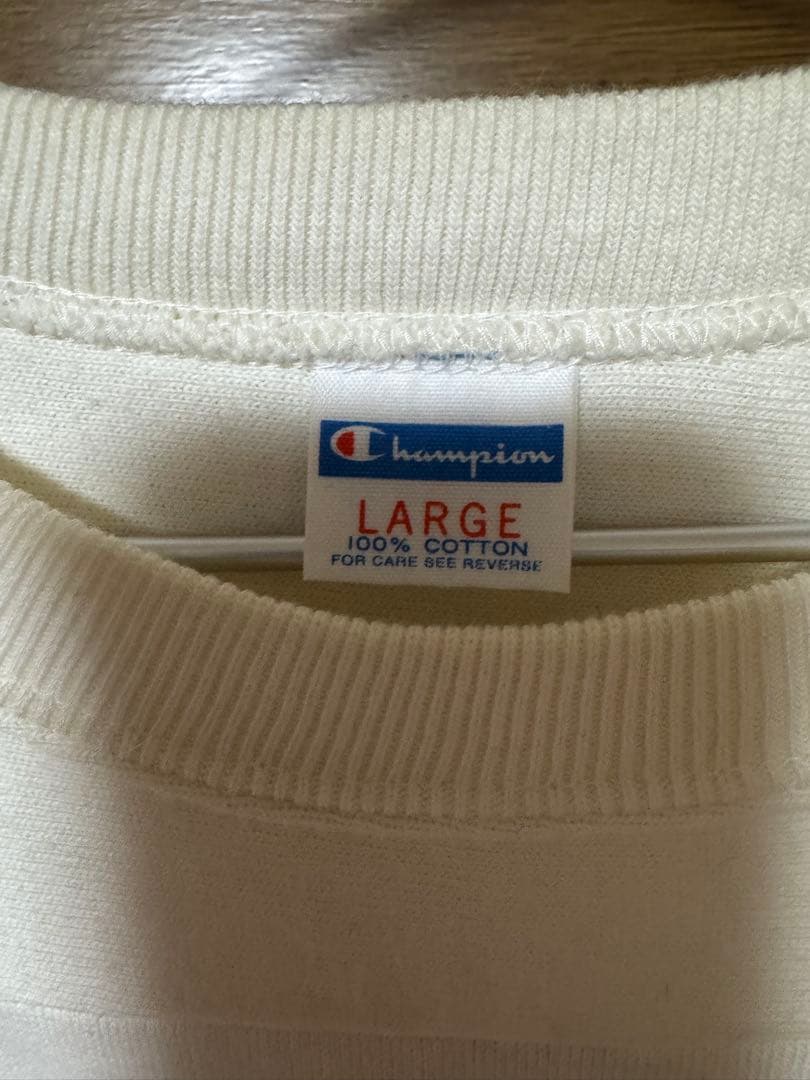 Champion
LARGE
100% COTTON
FOR CARE SEE REVERSE